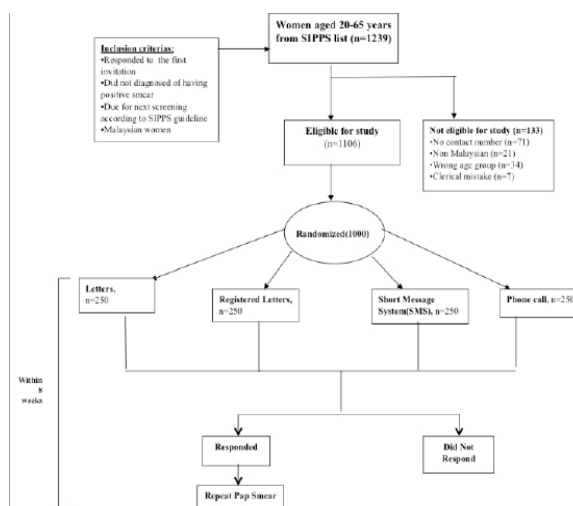 Women aged 20-65 years
from SIPPS list (n=1239)
Inclusion criterias:
•Responded to the first
invitation
•Did not diagnosed of having
positive smear
•Due for next screening
according to SIPPS guideline
•Malaysian women
Eligible for study
(n=1106)
Not eligible for study (n=133)
•No contact number (n=71)
•Non Malaysian (n=21)
•Wrong age group (n=34)
•Clerical mistake (n=7)
Randomized(1000)
Letters,
n=250
Registered Letters,
n=250
Short Message
System(SMS), n=250
Phone call, n=250
Within
8
weeks
Responded
Did Not
Respond
Repeat Pap Smear